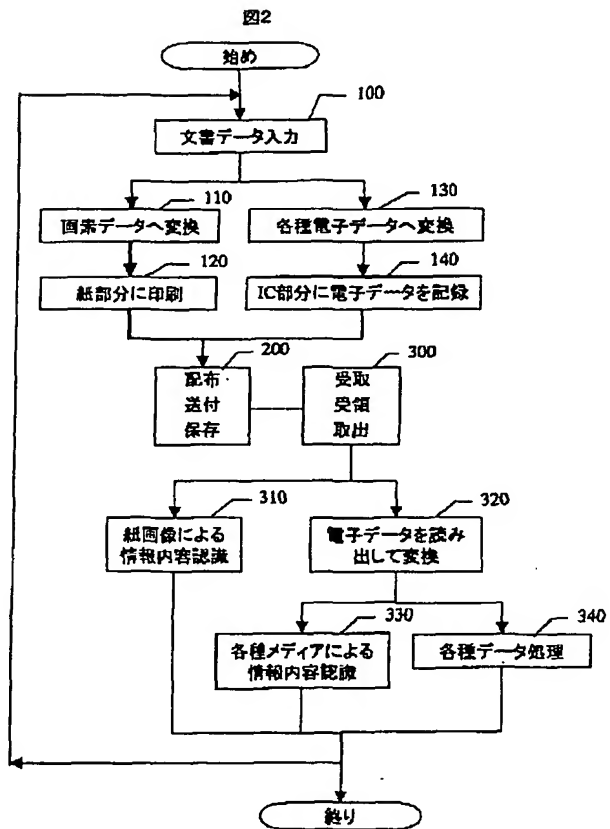 図2
始め
100
文書データ入力
110
130
画素データへ変換
各種電子データへ変換
120
140
紙部分に印刷
IC部分に電子データを記録
200
300
配布
送付
保存
受取
受領
取出
310
320
紙画像による
情報内容認識
電子データを読み
出して変換
330
340
各種メディアによる
情報内容認識
各種データ処理
終り